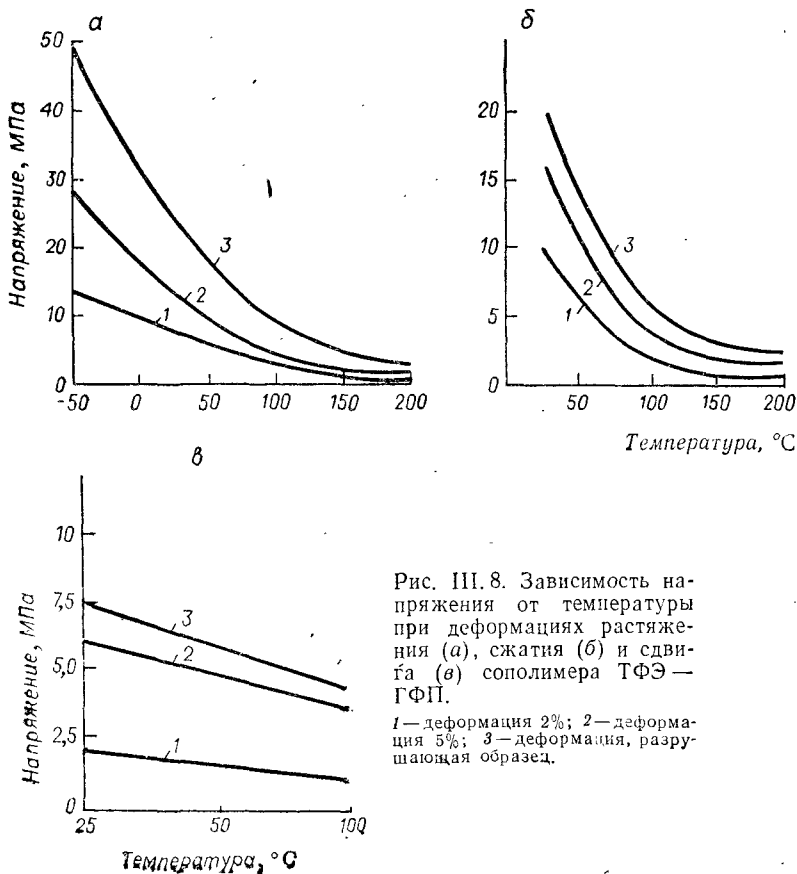 а
Напряжение, МПа
50
40
30
20
10
0
-50 0 50 100 150 200
1
2
3
б
20
15
10
5
0
50 100 150 200
1
2
3
Температура, °С
в
Напряжение, МПа
10
7,5
5,0
2,5
0
25 50 100
1
2
3
Температура, °С
Рис. III.8. Зависимость на-
пряжения от температуры
при деформациях растяже-
ния (а), сжатия (б) и сдви-
га (в) сополимера ТФЭ —
ГФП.
1—деформация 2%; 2—деформа-
ция 5%; 3—деформация, разру-
шающая образец.